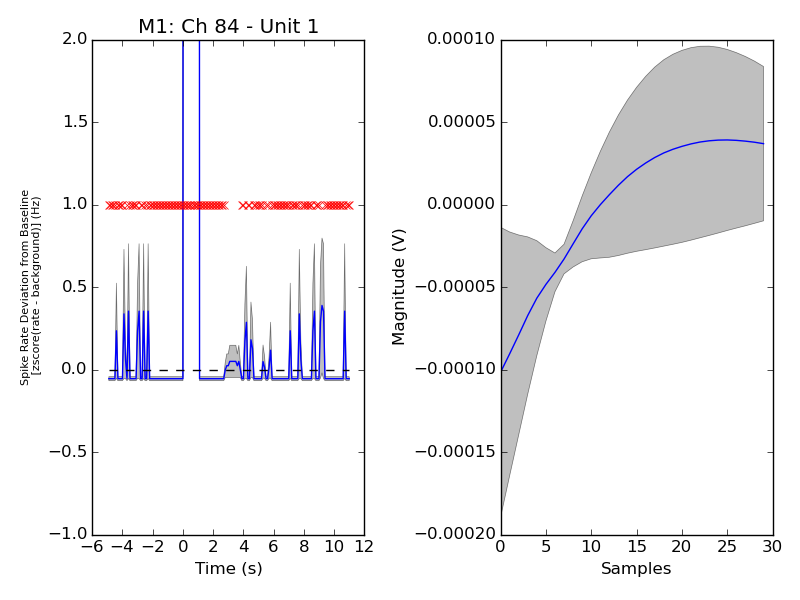 M1: Ch 84 - Unit 1
2.0
1.5
1.0
0.5
0.0
−0.5
−1.0
−6 −4 −2 0 2 4 6 8 10 12
Time (s)
Spike Rate Deviation from Baseline
[zscore(rate - background)] (Hz)
0.00010
0.00005
0.00000
−0.00005
−0.00010
−0.00015
−0.00020
0 5 10 15 20 25 30
Samples
Magnitude (V)